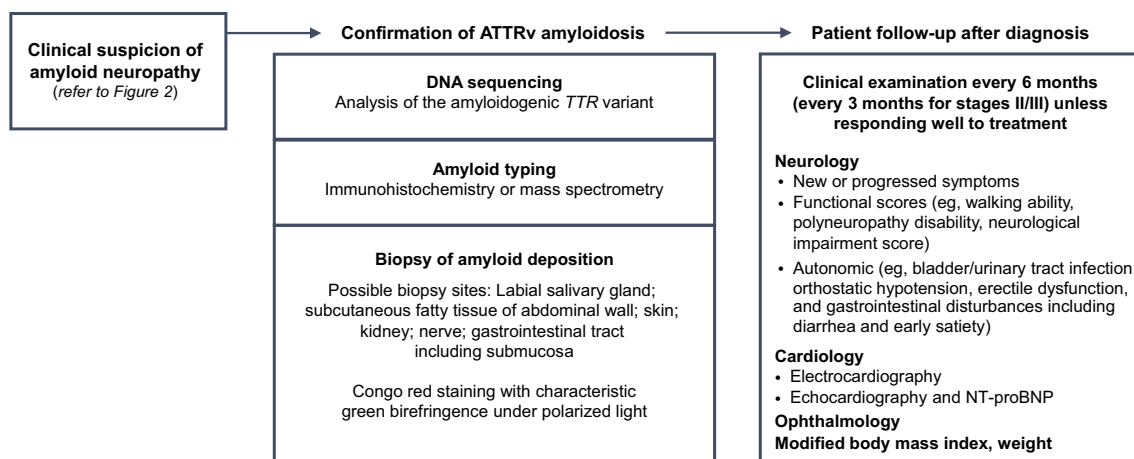 Clinical suspicion of
amyloid neuropathy
(refer to Figure 2)
Confirmation of ATTRv amyloidosis
DNA sequencing
Analysis of the amyloidogenic TTR variant
Amyloid typing
Immunohistochemistry or mass spectrometry
Biopsy of amyloid deposition
Possible biopsy sites: Labial salivary gland;
subcutaneous fatty tissue of abdominal wall; skin;
kidney; nerve; gastrointestinal tract
including submucosa
Congo red staining with characteristic
green birefringence under polarized light
Patient follow-up after diagnosis
Clinical examination every 6 months
(every 3 months for stages II/III) unless
responding well to treatment
Neurology
• New or progressed symptoms
• Functional scores (eg, walking ability,
polyneuropathy disability, neurological
impairment score)
• Autonomic (eg, bladder/urinary tract infection
orthostatic hypotension, erectile dysfunction,
and gastrointestinal disturbances including
diarrhea and early satiety)
Cardiology
• Electrocardiography
• Echocardiography and NT-proBNP
Ophthalmology
Modified body mass index, weight